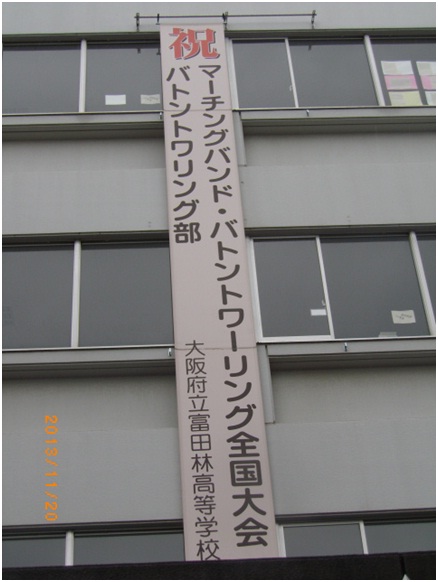 祝
マーチングバンド・バトントワーリング全国大会
バトントワリング部
大阪府立富田林高等学校
2013/11/20